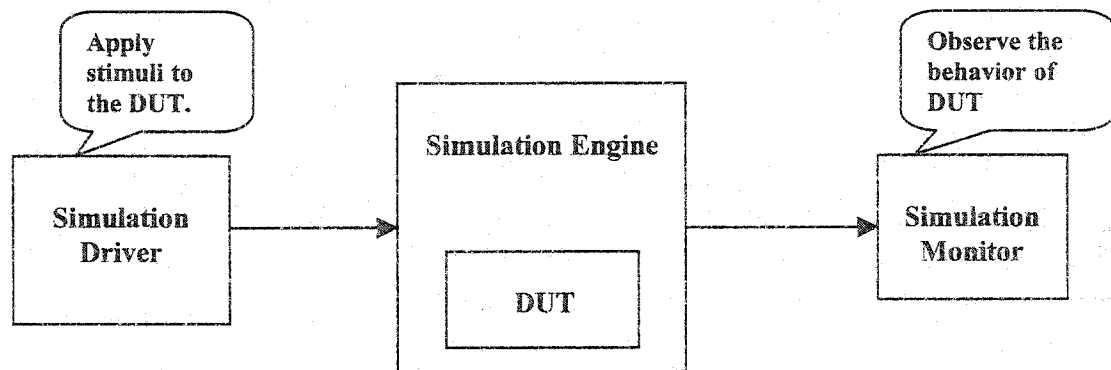 Apply
stimuli to
the DUT.
Observe the
behavior of
DUT
Simulation Engine
Simulation
Driver
Simulation
Monitor
DUT